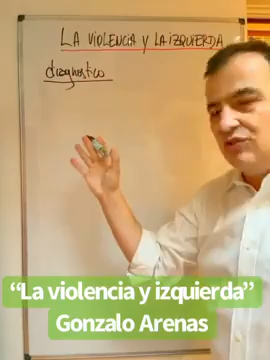 LA VIOLENCIA Y LA IZQUIERDA
diagnostico
“La violencia y izquierda”
Gonzalo Arenas